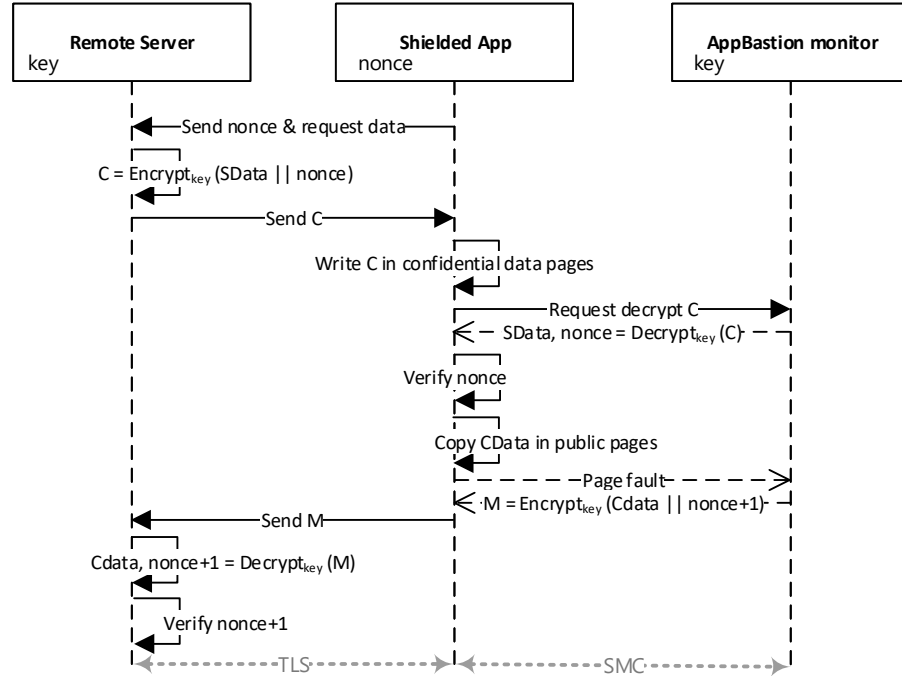 Remote Server
key
Shielded App
nonce
AppBastion monitor
key
Send nonce & request data
C = Encryptkey (SData || nonce)
Send C
Write C in confidential data pages
Request decrypt C
SData, nonce = Decryptkey (C)
Verify nonce
Copy CData in public pages
Page fault
M = Encryptkey (Cdata || nonce+1)
Send M
Cdata, nonce+1 = Decryptkey (M)
Verify nonce+1
TLS
SMC